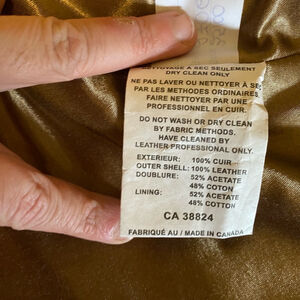 NETTOYAGE A SEC SEULEMENT
DRY CLEAN ONLY
NE PAS LAVER OU NETTOYER À SEC
PAR LES METHODES ORDINAIRES
FAIRE NETTOYER PAR UNE
PROFESSIONNEL EN CUIR.
DO NOT WASH OR DRY CLEAN
BY FABRIC METHODS.
HAVE CLEANED BY
LEATHER PROFESSIONAL ONLY.
EXTERIEUR: 100% CUIR
OUTER SHELL: 100% LEATHER
DOUBLURE: 52% ACETATE
48% COTON
LINING: 52% ACETATE
48% COTTON
CA 38824
FABRIQUÉ AU / MADE IN CANADA